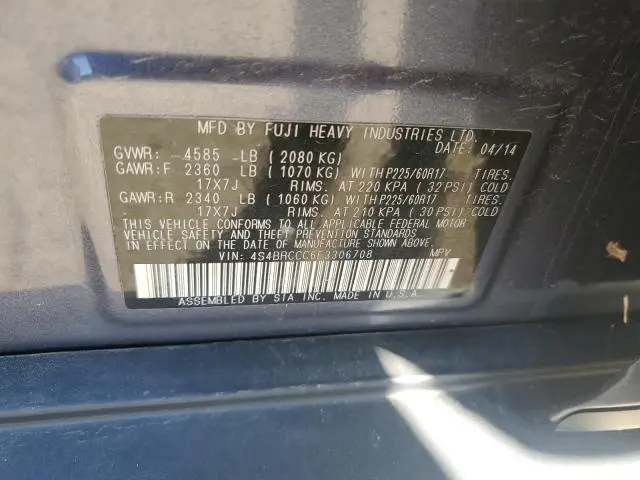 MFD BY FUJI HEAVY INDUSTRIES LTD.
DATE: 04/14
GVWR: 4585 LB ( 2080 KG)
GAWR:F 2360 LB ( 1070 KG) WITH P225/60R17 TIRES.
17X7J RIMS. AT 220 KPA ( 32 PSI) COLD
GAWR:R 2340 LB ( 1060 KG) WITH P225/60R17 TIRES.
17X7J RIMS. AT 210 KPA ( 30 PSI) COLD
THIS VEHICLE CONFORMS TO ALL APPLICABLE FEDERAL MOTOR
VEHICLE SAFETY AND THEFT PREVENTION STANDARDS IN EFFECT
ON THE DATE OF MANUFACTURE SHOWN ABOVE.
VIN: 4S4BRCCC6E3306708 MPV
ASSEMBLED BY SIA INC. MADE IN U.S.A.